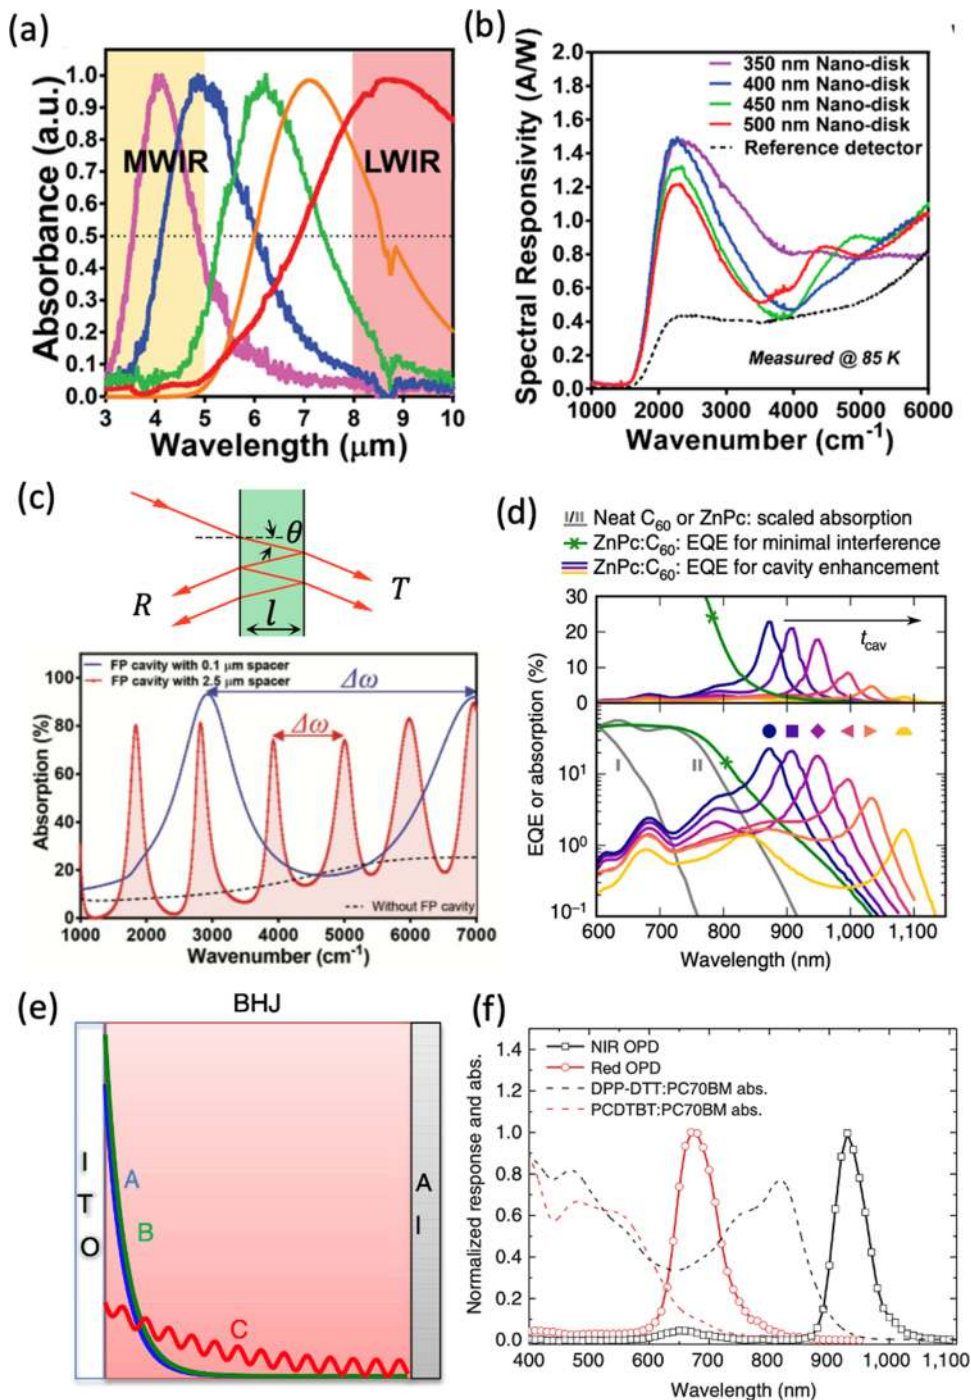 (a)
Absorbance (a.u.)
1.0
0.9
0.8
0.7
0.6
0.5
0.4
0.3
0.2
0.1
0.0
MWIR
LWIR
3 4 5 6 7 8 9 10
Wavelength (μm)
(b)
Spectral Responsivity (A/W)
2.0
1.8
1.6
1.4
1.2
1.0
0.8
0.6
0.4
0.2
0.0
350 nm Nano-disk
400 nm Nano-disk
450 nm Nano-disk
500 nm Nano-disk
Reference detector
Measured @ 85 K
1000 2000 3000 4000 5000 6000
Wavenumber (cm⁻¹)
(c)
θ
R
l
T
FP cavity with 0.1 μm spacer
FP cavity with 2.5 μm spacer
Δω
Δω
Absorption (%)
100
80
60
40
20
0
Without FP cavity
1000 2000 3000 4000 5000 6000 7000
Wavenumber (cm⁻¹)
(d)
I/II Neat C₆₀ or ZnPc: scaled absorption
ZnPc:C₆₀: EQE for minimal interference
ZnPc:C₆₀: EQE for cavity enhancement
30
20
10
0
t_cav
EQE or absorption (%)
I
II
10¹
10⁰
10⁻¹
600 700 800 900 1,000 1,100
Wavelength (nm)
(e)
BHJ
I
T
O
A
B
C
A
l
(f)
Normalized response and abs.
1.4
1.2
1.0
0.8
0.6
0.4
0.2
0.0
NIR OPD
Red OPD
DPP-DTT:PC70BM abs.
PCDTBT:PC70BM abs.
400 500 600 700 800 900 1,000 1,100
Wavelength (nm)